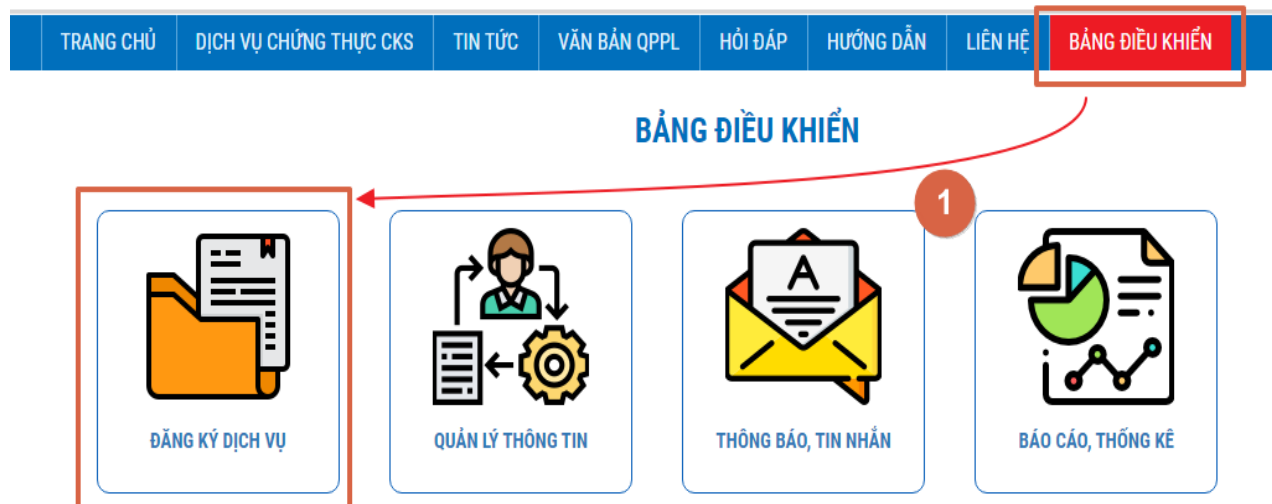 TRANG CHỦ DỊCH VỤ CHỨNG THỰC CKS TIN TỨC VĂN BẢN QPPL HỎI ĐÁP HƯỚNG DẪN LIÊN HỆ BẢNG ĐIỀU KHIỂN
BẢNG ĐIỀU KHIỂN
1
A
ĐĂNG KÝ DỊCH VỤ QUẢN LÝ THÔNG TIN THÔNG BÁO, TIN NHẮN BÁO CÁO, THỐNG KÊ